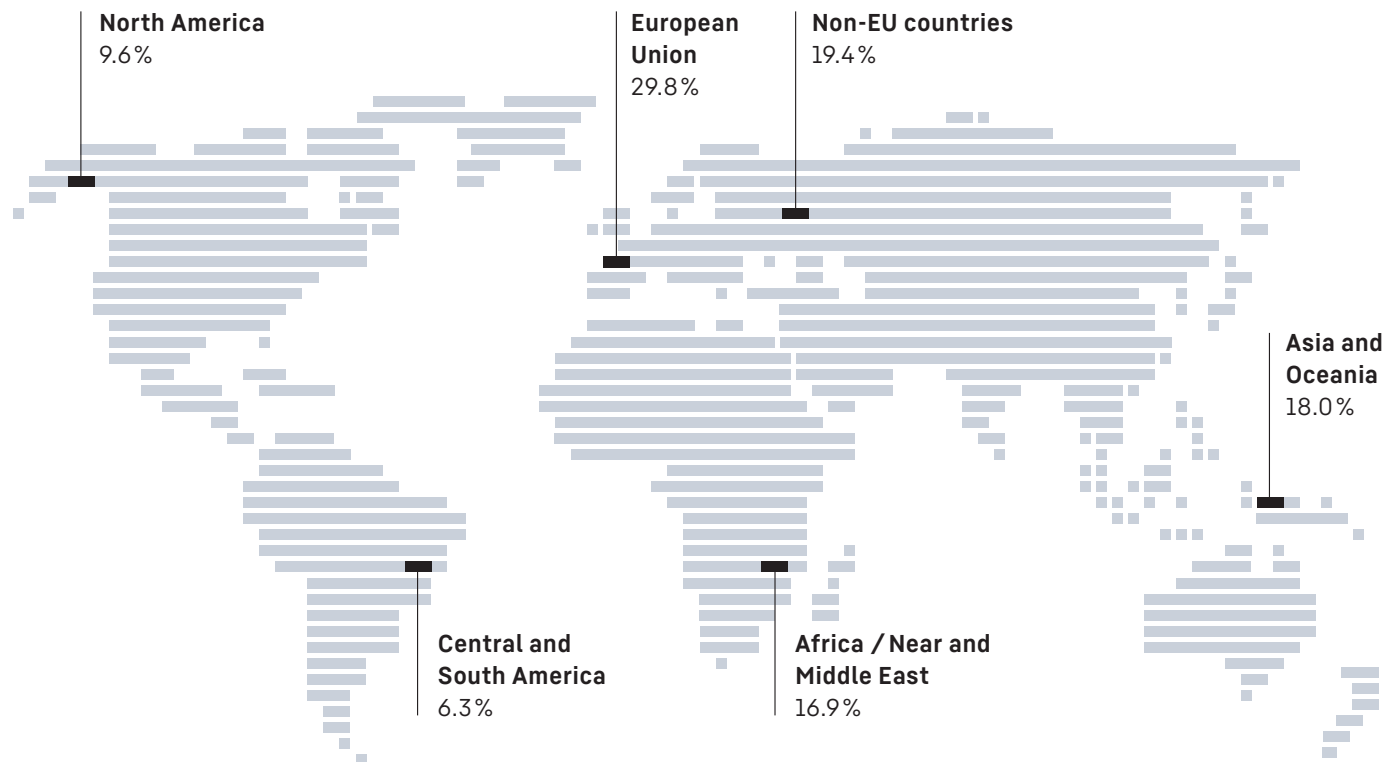 North America
9.6%
European
Union
29.8%
Non-EU countries
19.4%
Asia and
Oceania
18.0%
Central and
South America
6.3%
Africa / Near and
Middle East
16.9%